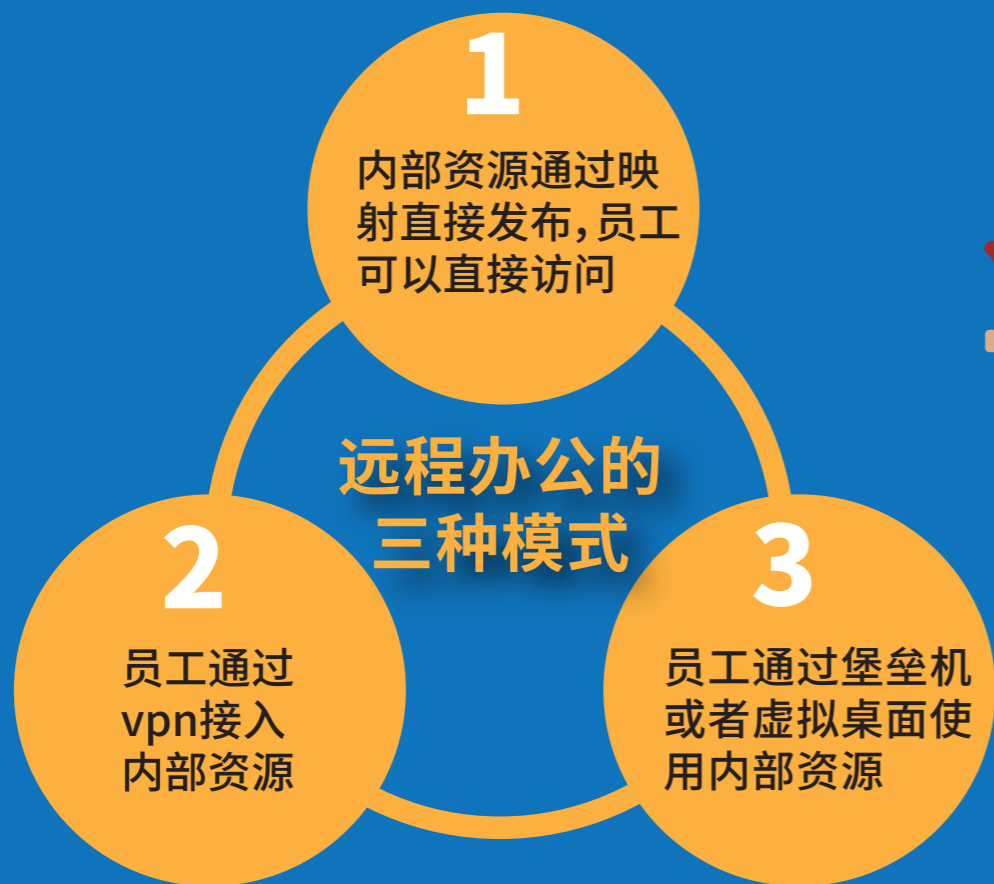 1
内部资源通过映
射直接发布，员工
可以直接访问
远程办公的
三种模式
2
员工通过
vpn接入
内部资源
3
员工通过堡垒机
或者虚拟桌面使
用内部资源